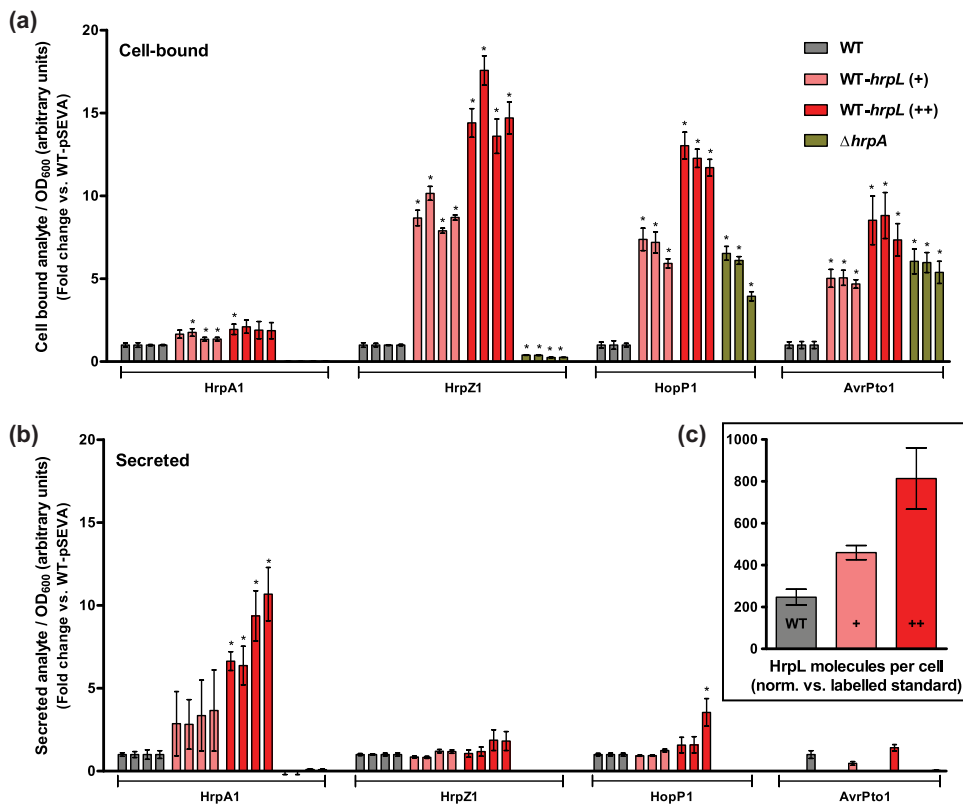 (a)
Cell-bound
Cell bound analyte / OD600 (arbitrary units)
(Fold change vs. WT-pSEVA)
20
15
10
5
0
* * * * * * * * * * * * * * * * * * * * * * * * * * * * * * * * * *
WT
WT-hrpL (+)
WT-hrpL (++)
ΔhrpA
HrpA1 HrpZ1 HopP1 AvrPto1
(b)
Secreted
Secreted analyte / OD600 (arbitrary units)
(Fold change vs. WT-pSEVA)
20
15
10
5
0
* * * * *
HrpA1 HrpZ1 HopP1 AvrPto1
(c)
1000
800
600
400
200
0
WT + ++
HrpL molecules per cell
(norm. vs. labelled standard)